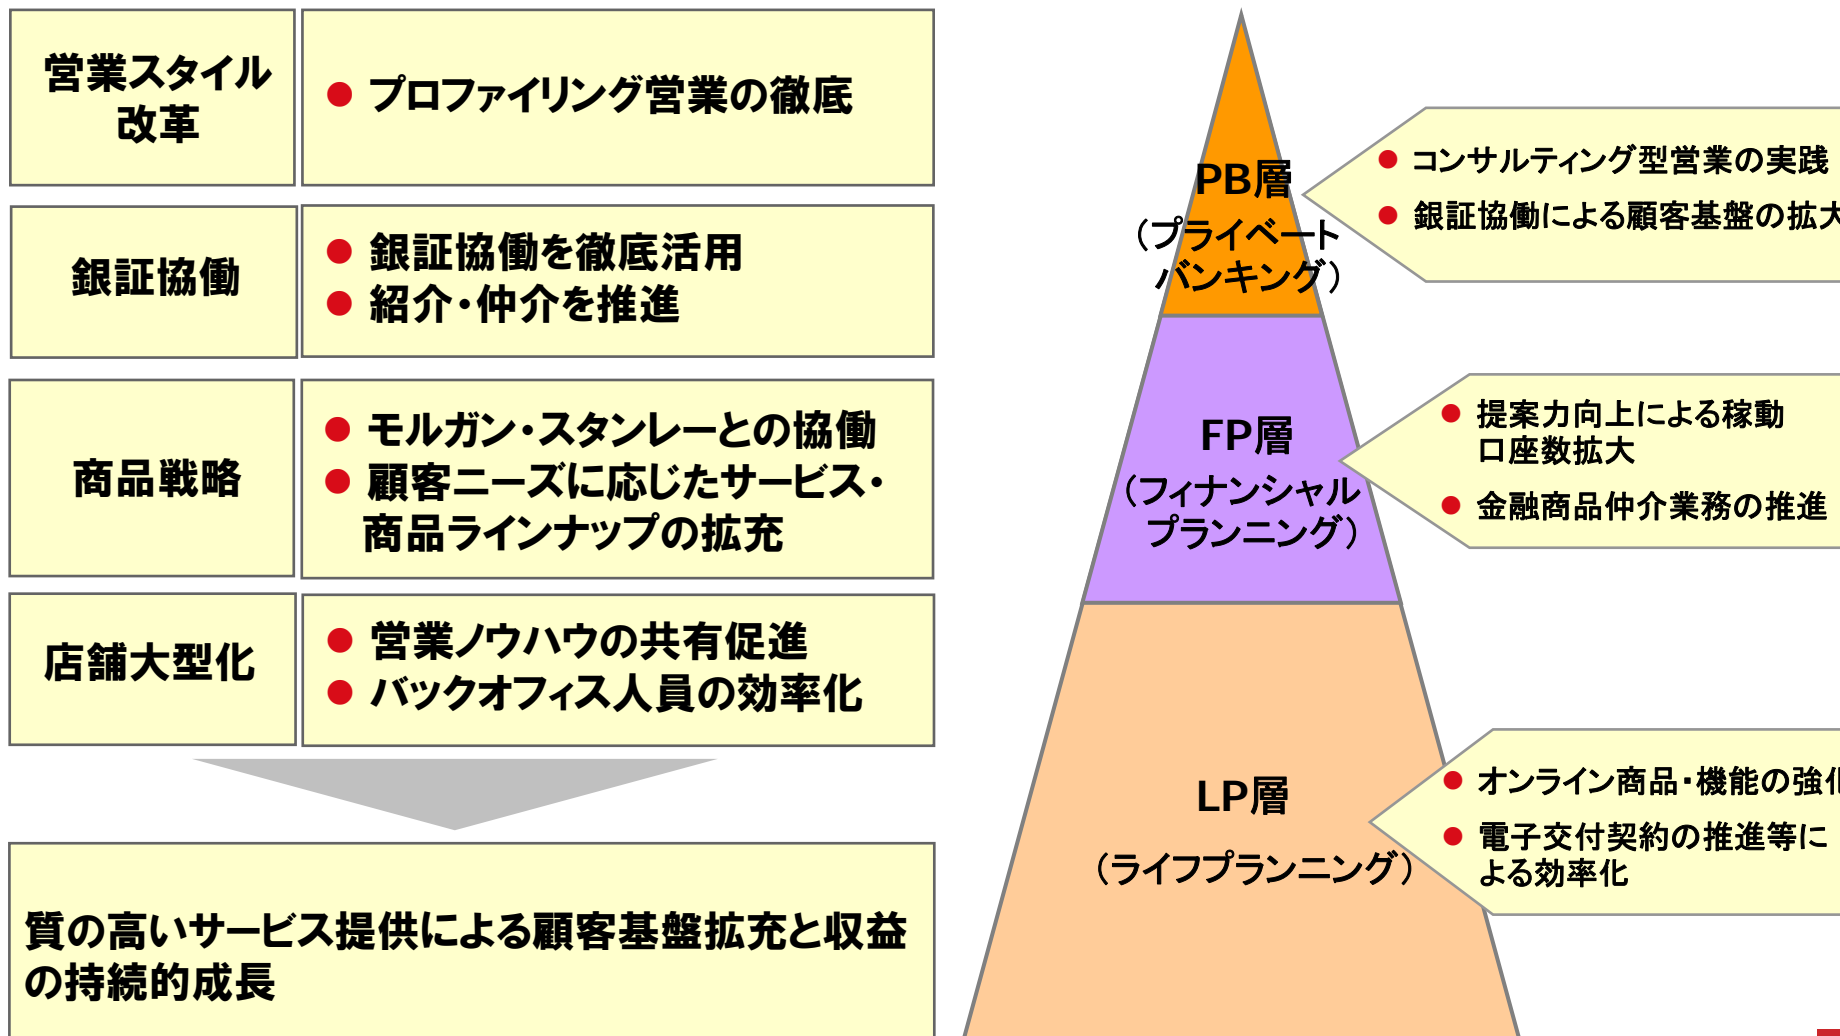 営業スタイル
改革
● プロファイリング営業の徹底
銀証協働
● 銀証協働を徹底活用
● 紹介・仲介を推進
商品戦略
● モルガン・スタンレーとの協働
● 顧客ニーズに応じたサービス・
商品ラインナップの拡充
店舗大型化
● 営業ノウハウの共有促進
● バックオフィス人員の効率化
質の高いサービス提供による顧客基盤拡充と収益
の持続的成長
PB層
（プライベート
バンキング）
● コンサルティング型営業の実践
● 銀証協働による顧客基盤の拡大
FP層
（フィナンシャル
プランニング）
● 提案力向上による稼動
口座数拡大
● 金融商品仲介業務の推進
LP層
（ライフプランニング）
● オンライン商品・機能の強化
● 電子交付契約の推進等に
よる効率化